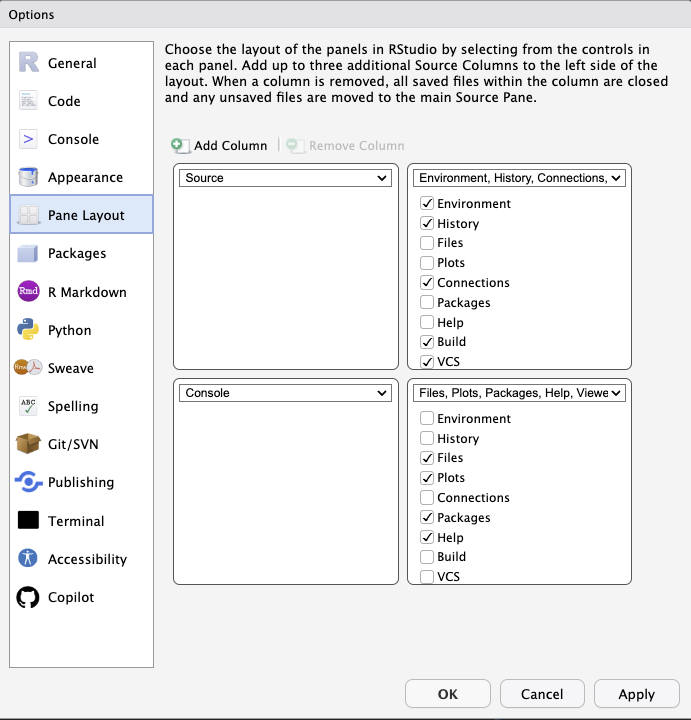 Options
General
Code
Console
Appearance
Pane Layout
Packages
R Markdown
Python
Sweave
Spelling
Git/SVN
Publishing
Terminal
Accessibility
Copilot
Choose the layout of the panels in RStudio by selecting from the controls in
each panel. Add up to three additional Source Columns to the left side of the
layout. When a column is removed, all saved files within the column are closed
and any unsaved files are moved to the main Source Pane.
Add Column | Remove Column
Source
Environment, History, Connections,
Environment
History
Files
Plots
Connections
Packages
Help
Build
VCS
Console
Files, Plots, Packages, Help, Viewe
Environment
History
Files
Plots
Connections
Packages
Help
Build
VCS
OK
Cancel
Apply